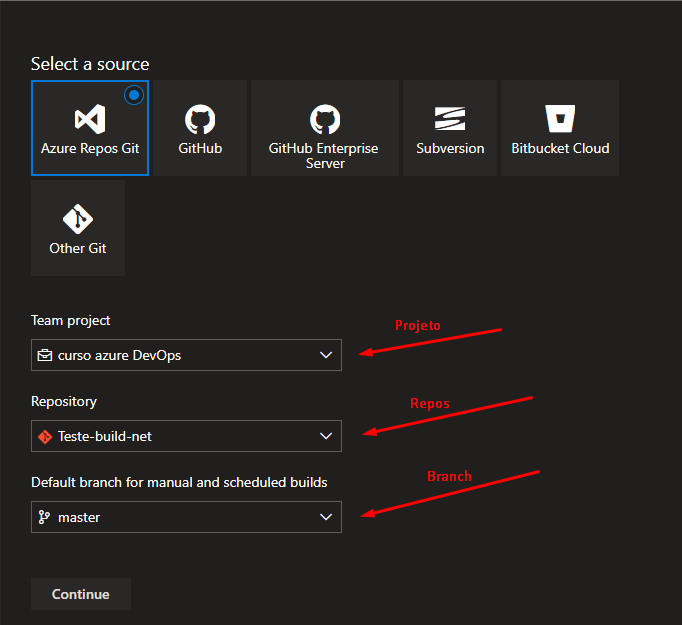 Select a source
Azure Repos Git
GitHub
GitHub Enterprise
Server
Subversion
Bitbucket Cloud
Other Git
Team project
Projeto
curso azure DevOps
Repository
Repos
Teste-build-net
Default branch for manual and scheduled builds
Branch
master
Continue